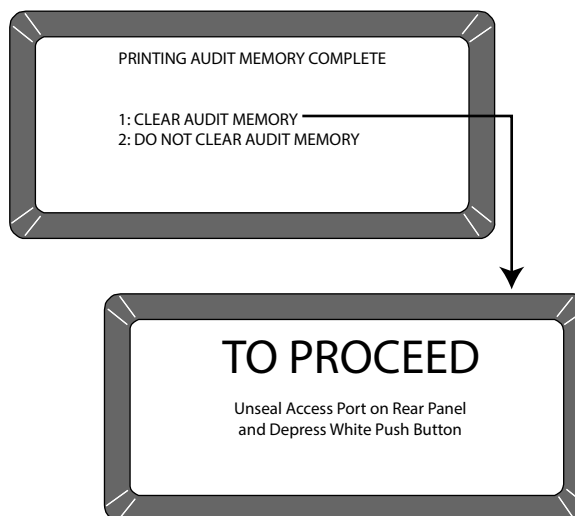 PRINTING AUDIT MEMORY COMPLETE
1: CLEAR AUDIT MEMORY
2: DO NOT CLEAR AUDIT MEMORY
TO PROCEED
Unseal Access Port on Rear Panel
and Depress White Push Button